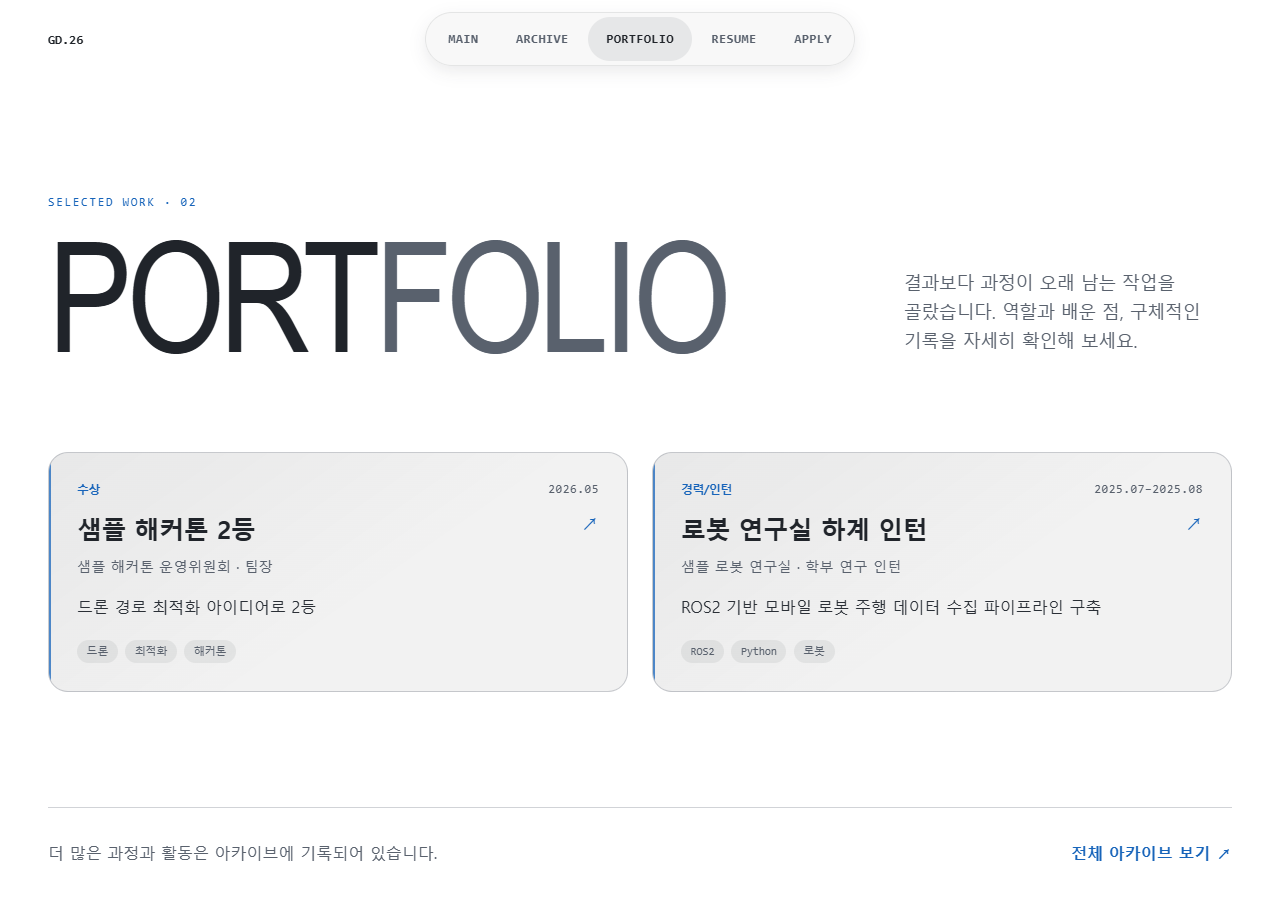 GD.26
MAIN ARCHIVE PORTFOLIO RESUME APPLY
SELECTED WORK · 02
PORTFOLIO
결과보다 과정이 오래 남는 작업을
골랐습니다. 역할과 배운 점, 구체적인
기록을 자세히 확인해 보세요.
수상 2026.05
샘플 해커톤 2등 ↗
샘플 해커톤 운영위원회 · 팀장
드론 경로 최적화 아이디어로 2등
드론 최적화 해커톤
경력/인턴 2025.07–2025.08
로봇 연구실 하계 인턴 ↗
샘플 로봇 연구실 · 학부 연구 인턴
ROS2 기반 모바일 로봇 주행 데이터 수집 파이프라인 구축
ROS2 Python 로봇
더 많은 과정과 활동은 아카이브에 기록되어 있습니다.
전체 아카이브 보기 ↗